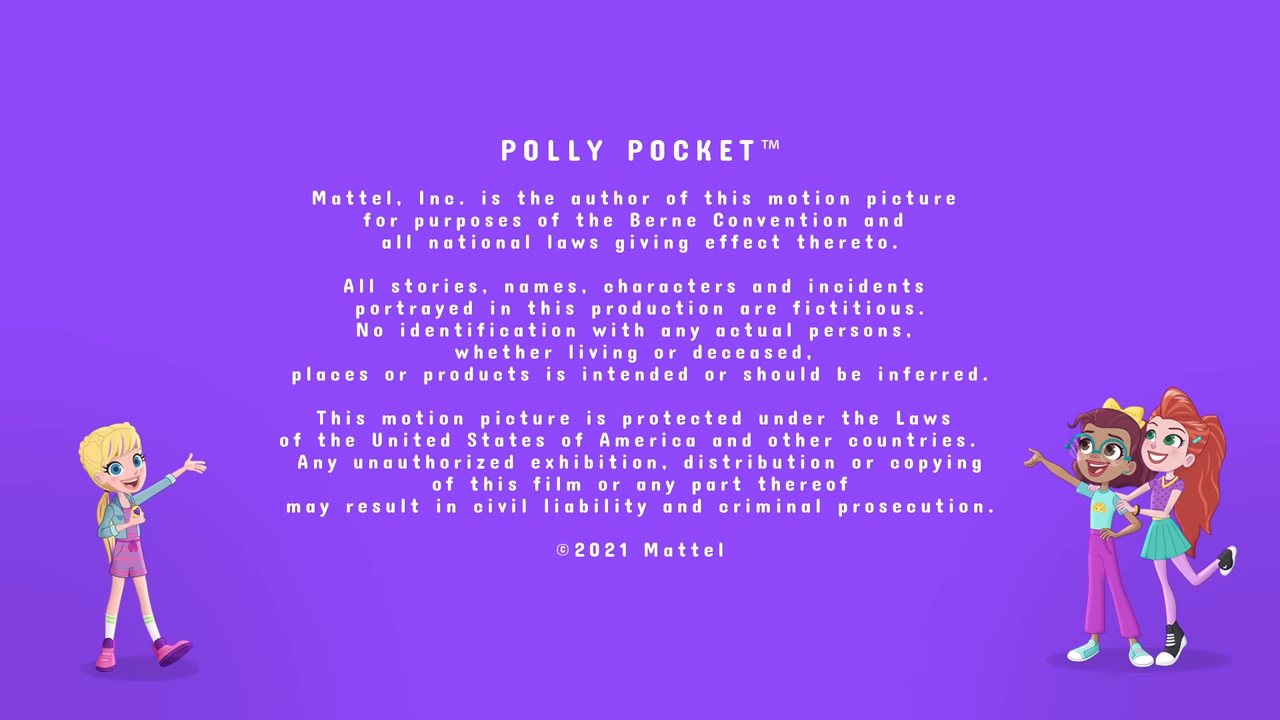 POLLY POCKET™
Mattel, Inc. is the author of this motion picture
for purposes of the Berne Convention and
all national laws giving effect thereto.
All stories, names, characters and incidents
portrayed in this production are fictitious.
No identification with any actual persons,
whether living or deceased,
places or products is intended or should be inferred.
This motion picture is protected under the Laws
of the United States of America and other countries.
Any unauthorized exhibition, distribution or copying
of this film or any part thereof
may result in civil liability and criminal prosecution.
©2021 Mattel